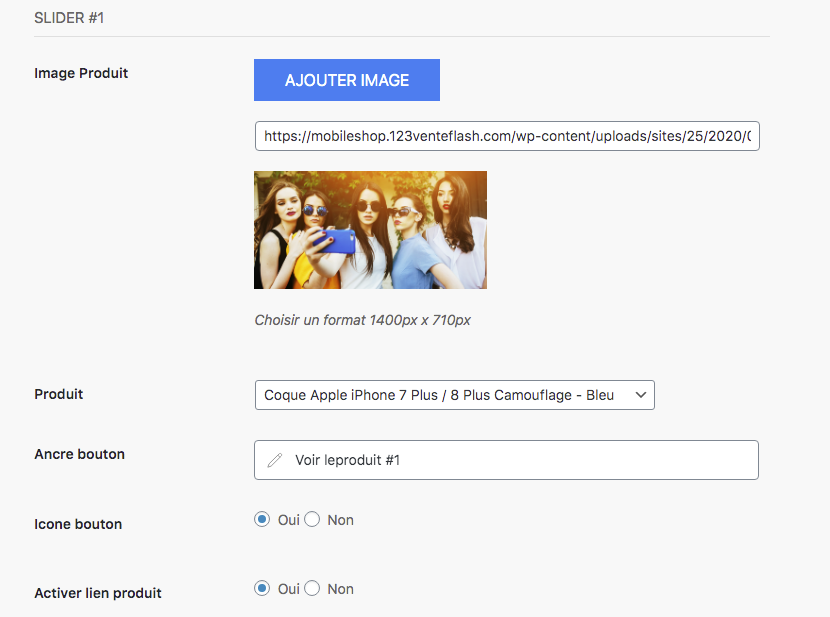 SLIDER #1
Image Produit
AJOUTER IMAGE
https://mobileshop.123venteflash.com/wp-content/uploads/sites/25/2020/0
Choisir un format 1400px x 710px
Produit
Coque Apple iPhone 7 Plus / 8 Plus Camouflage - Bleu
Ancre bouton
Voir leproduit #1
Icone bouton
Oui Non
Activer lien produit
Oui Non